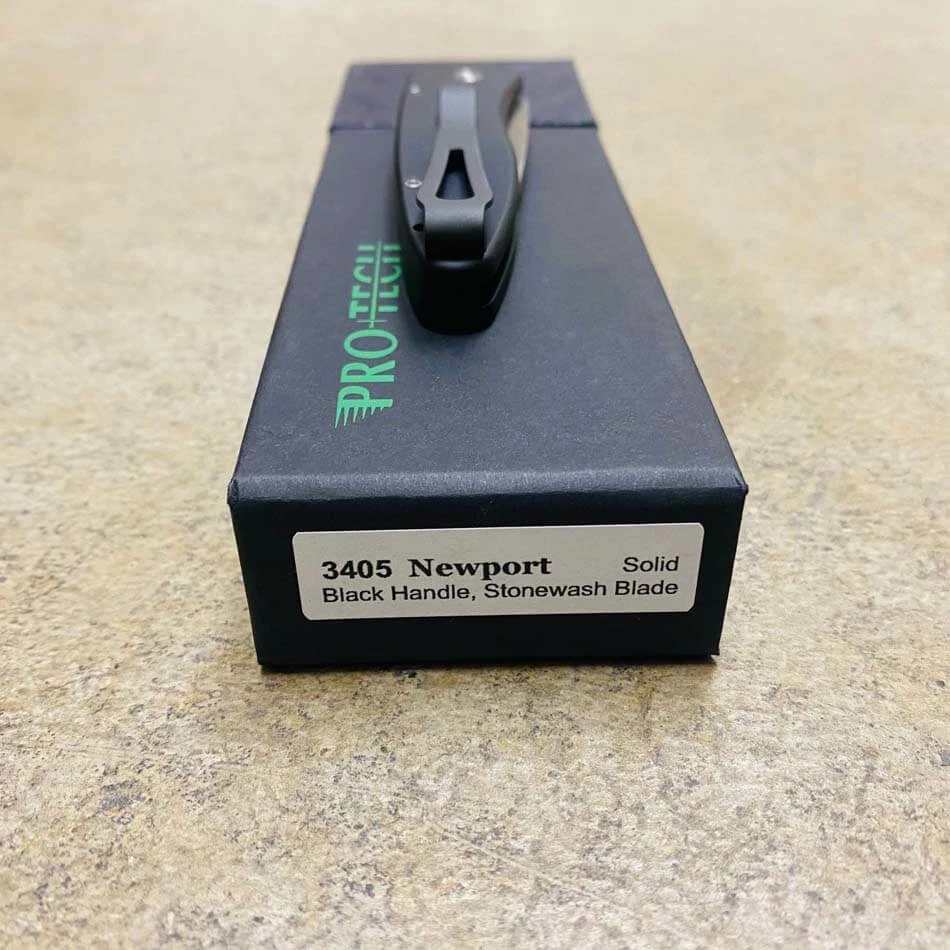 PRO-TECH
3405 Newport Solid
Black Handle, Stonewash Blade